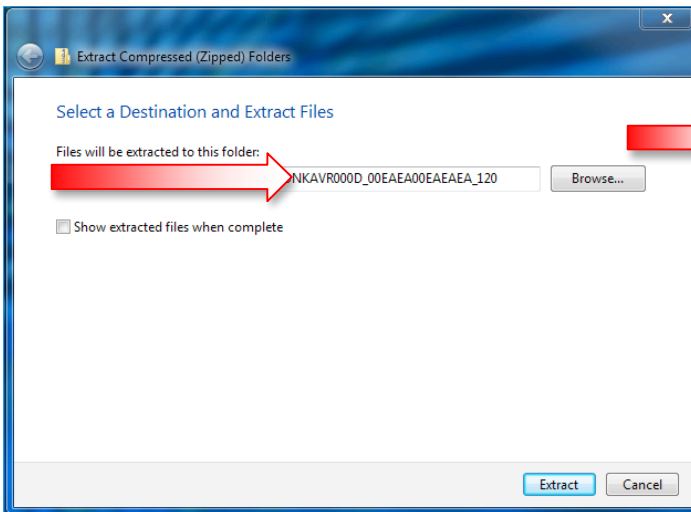 Extract Compressed (Zipped) Folders
Select a Destination and Extract Files
Files will be extracted to this folder:
NKAVR000D_00EAEA00EAEAEA_120
Browse...
Show extracted files when complete
Extract
Cancel